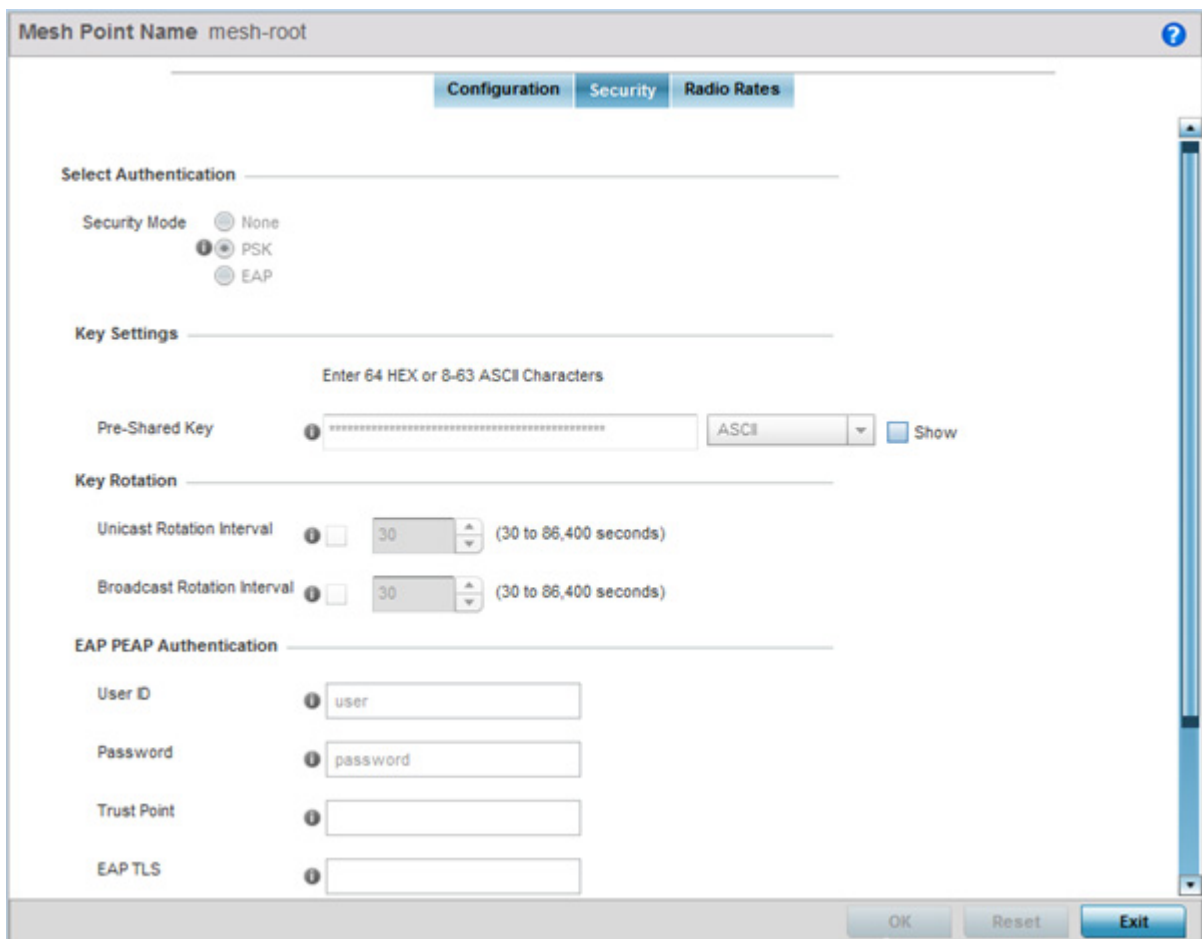 Mesh Point Name mesh-root
Configuration Security Radio Rates
Select Authentication
Security Mode None
PSK
EAP
Key Settings
Enter 64 HEX or 8-63 ASCII Characters
Pre-Shared Key ************************************************ ASCII Show
Key Rotation
Unicast Rotation Interval 30 (30 to 86,400 seconds)
Broadcast Rotation Interval 30 (30 to 86,400 seconds)
EAP PEAP Authentication
User ID user
Password password
Trust Point
EAP TLS
OK Reset Exit